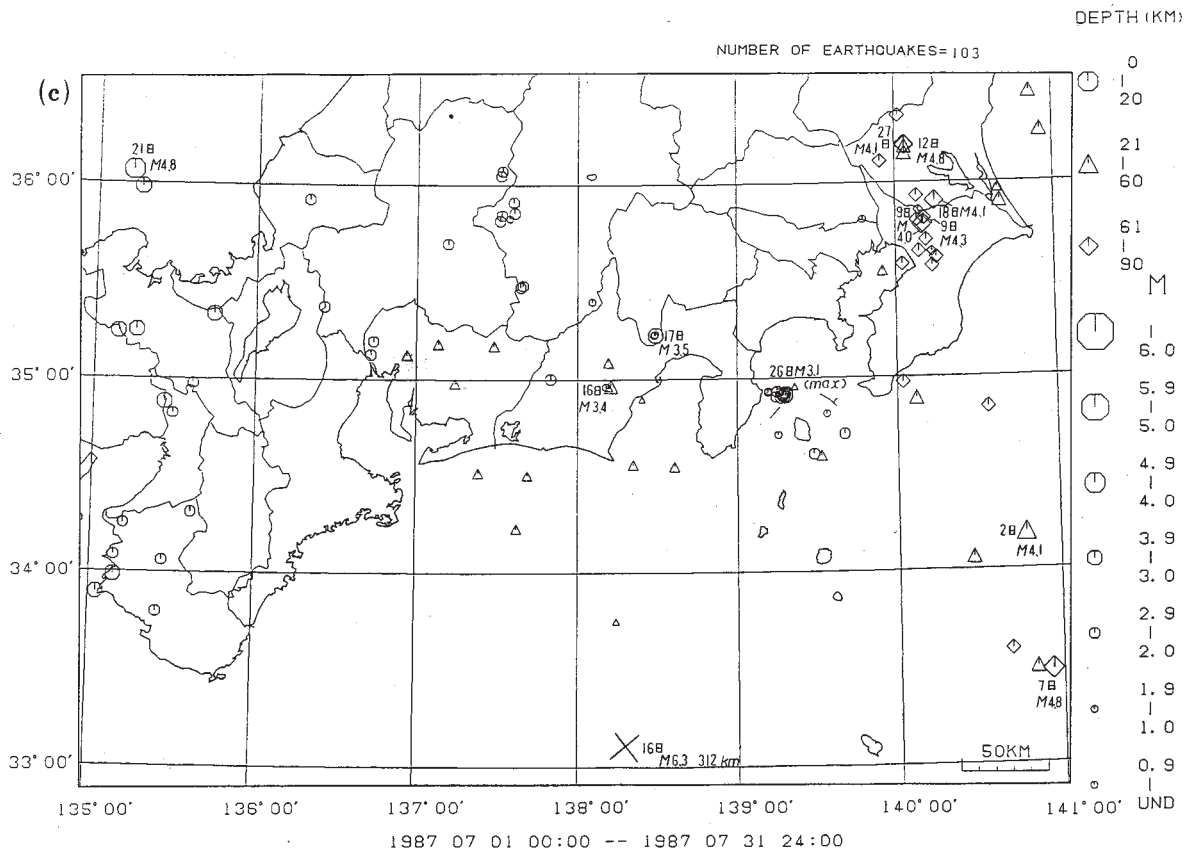 DEPTH (KM)
NUMBER OF EARTHQUAKES=103
(c)
0
I
20
21
I
60
61
I
90
M
I
6.0
5.9
I
5.0
4.9
I
4.0
3.9
I
3.0
2.9
I
2.0
1.9
I
1.0
0.9
I
UND
21日
M4.8
27日
M4.1
12日
M4.8
9日
M
4.0
18日M4.1
9日
M4.3
17日
M3.5
26日M3.1
(max)
16日
M3.4
2日
M4.1
7日
M4.8
16日
M6.3 312 km
50KM
36°00'
35°00'
34°00'
33°00'
135°00' 136°00' 137°00' 138°00' 139°00' 140°00' 141°00'
1987 07 01 00:00 -- 1987 07 31 24:00